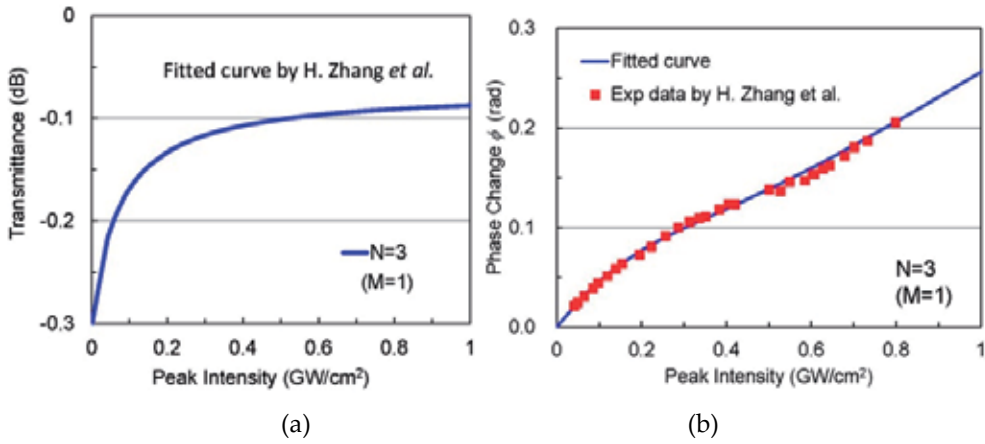 0
-0.1
-0.2
-0.3
Transmittance (dB)
Fitted curve by H. Zhang et al.
N=3
(M=1)
0 0.2 0.4 0.6 0.8 1
Peak Intensity (GW/cm²)
(a)
0.3
0.2
0.1
0.0
Phase Change ϕ (rad)
Fitted curve
Exp data by H. Zhang et al.
N=3
(M=1)
0 0.2 0.4 0.6 0.8 1
Peak Intensity (GW/cm²)
(b)